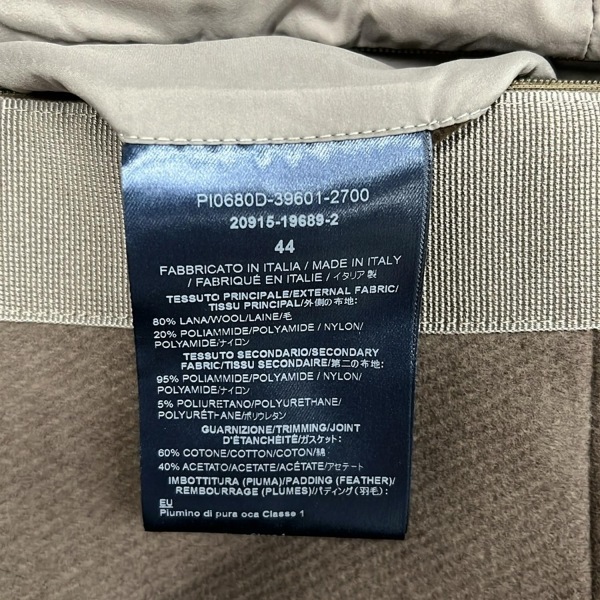 PI0680D-39601-2700
20915-19689-2
44
FABBRICATO IN ITALIA / MADE IN ITALY
/ FABRIQUÉ EN ITALIE / イタリア製
TESSUTO PRINCIPALE/EXTERNAL FABRIC/
TISSU PRINCIPAL/外側の布地:
80% LANA/WOOL/LAINE/毛
20% POLIAMMIDE/POLYAMIDE / NYLON/
POLYAMIDE/ナイロン
TESSUTO SECONDARIO/SECONDARY
FABRIC/TISSU SECONDAIRE/第二の布地:
95% POLIAMMIDE/POLYAMIDE / NYLON/
POLYAMIDE/ナイロン
5% POLIURETANO/POLYURETHANE/
POLYURÉTHANE/ポリウレタン
GUARNIZIONE/TRIMMING/JOINT
D'ÉTANCHÉITÉ/ガスケット:
60% COTONE/COTTON/COTON/綿
40% ACETATO/ACETATE/ACÉTATE/アセテート
IMBOTTITURA (PIUMA)/PADDING (FEATHER)/
REMBOURRAGE (PLUMES)/パディング(羽毛):
EU
Piumino di pura oca Classe 1